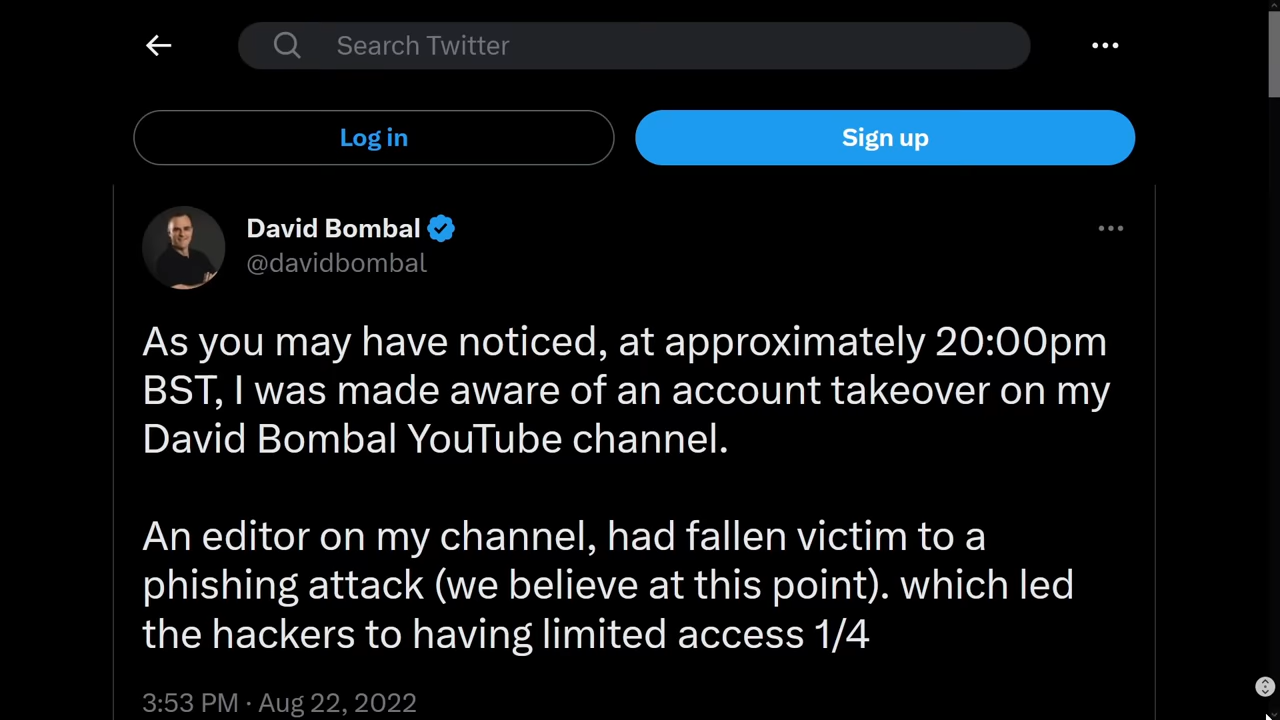 Search Twitter
Log in
Sign up
David Bombal
@davidbombal
As you may have noticed, at approximately 20:00pm
BST, I was made aware of an account takeover on my
David Bombal YouTube channel.
An editor on my channel, had fallen victim to a
phishing attack (we believe at this point). which led
the hackers to having limited access 1/4
3:53 PM · Aug 22, 2022